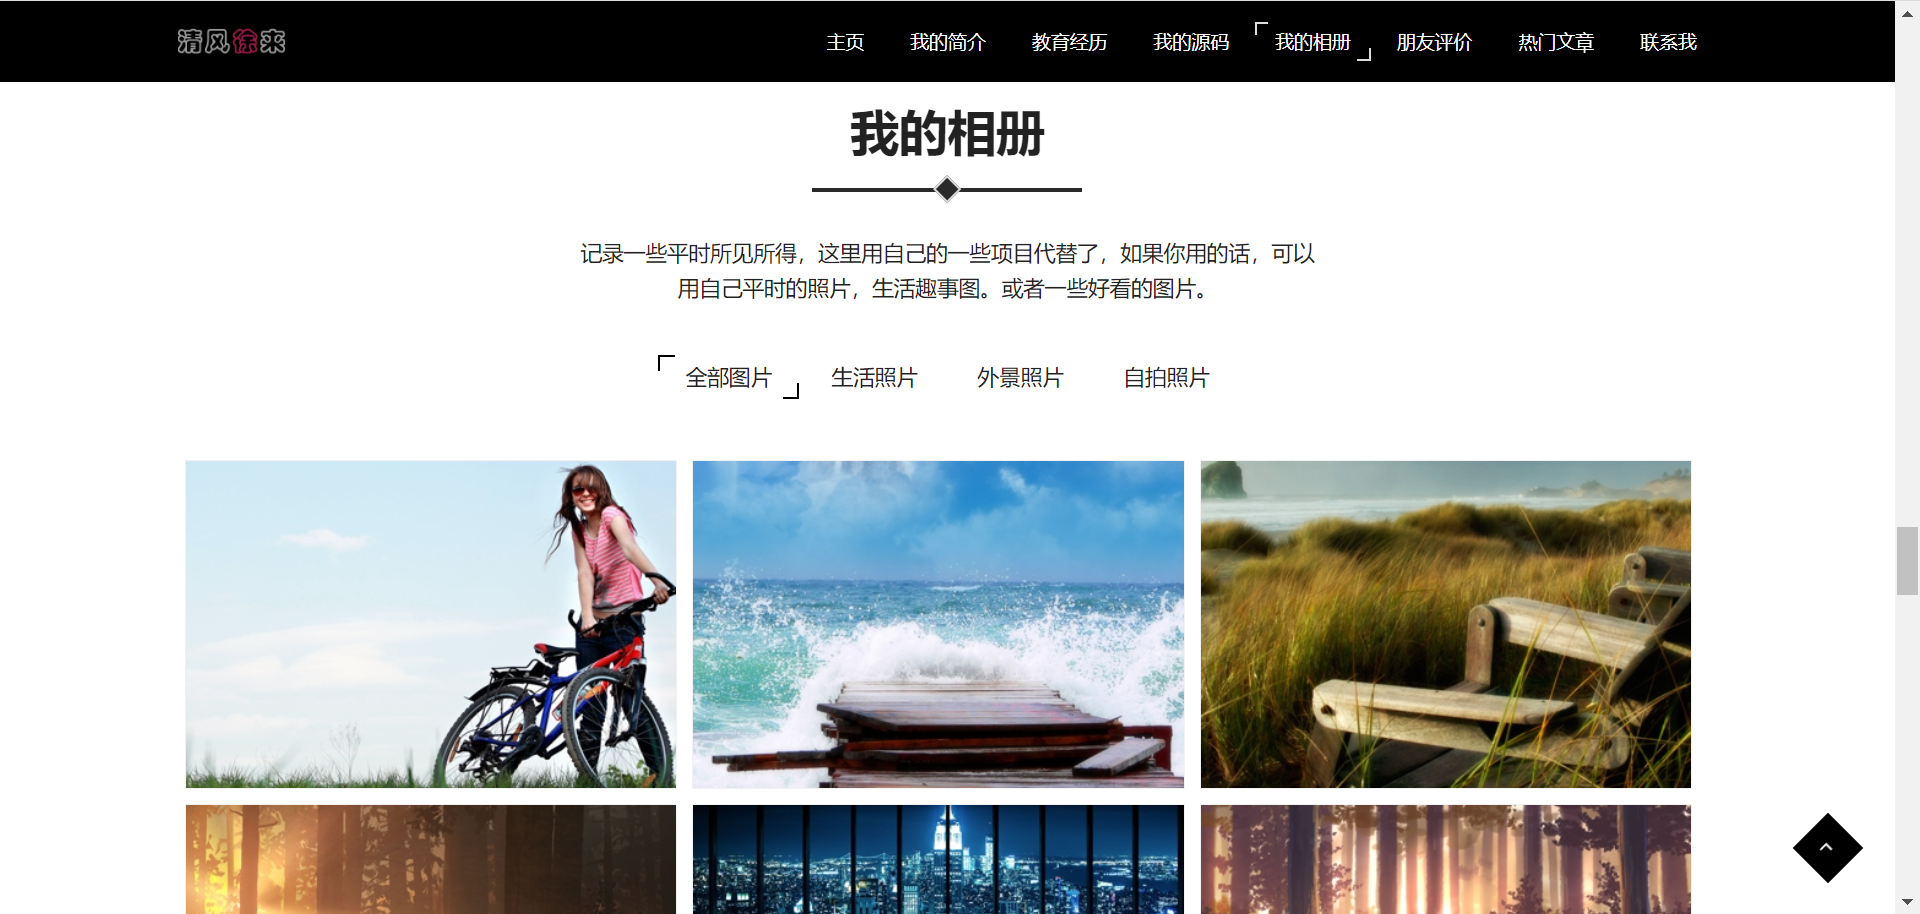 清风徐来
主页 我的简介 教育经历 我的源码 我的相册 朋友评价 热门文章 联系我
我的相册
记录一些平时所见所得，这里用自己的一些项目代替了，如果你用的话，可以
用自己平时的照片，生活趣事图。或者一些好看的图片。
全部图片 生活照片 外景照片 自拍照片